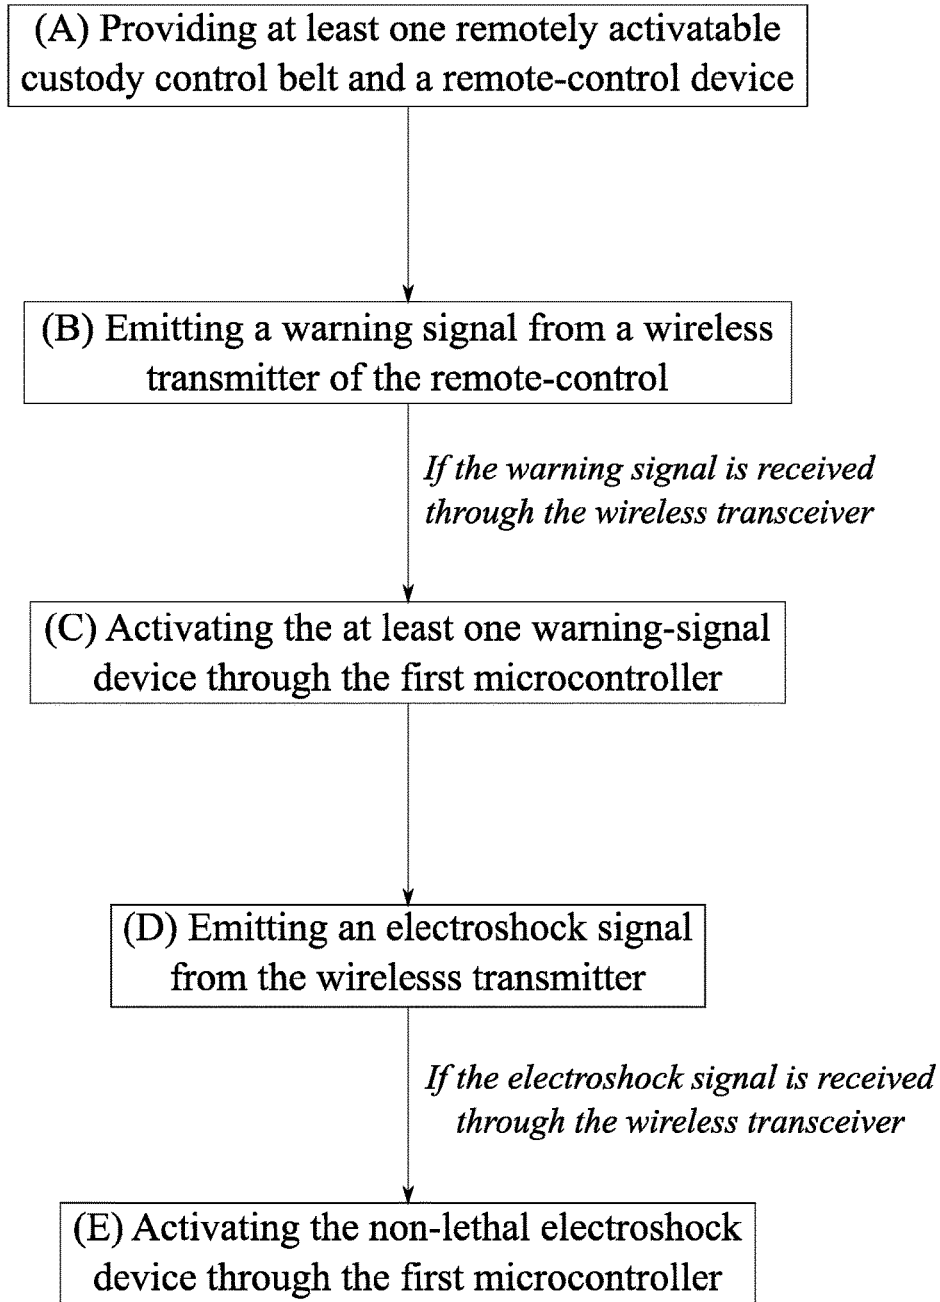 (A) Providing at least one remotely activatable
custody control belt and a remote-control device
(B) Emitting a warning signal from a wireless
transmitter of the remote-control
If the warning signal is received
through the wireless transceiver
(C) Activating the at least one warning-signal
device through the first microcontroller
(D) Emitting an electroshock signal
from the wirelesss transmitter
If the electroshock signal is received
through the wireless transceiver
(E) Activating the non-lethal electroshock
device through the first microcontroller